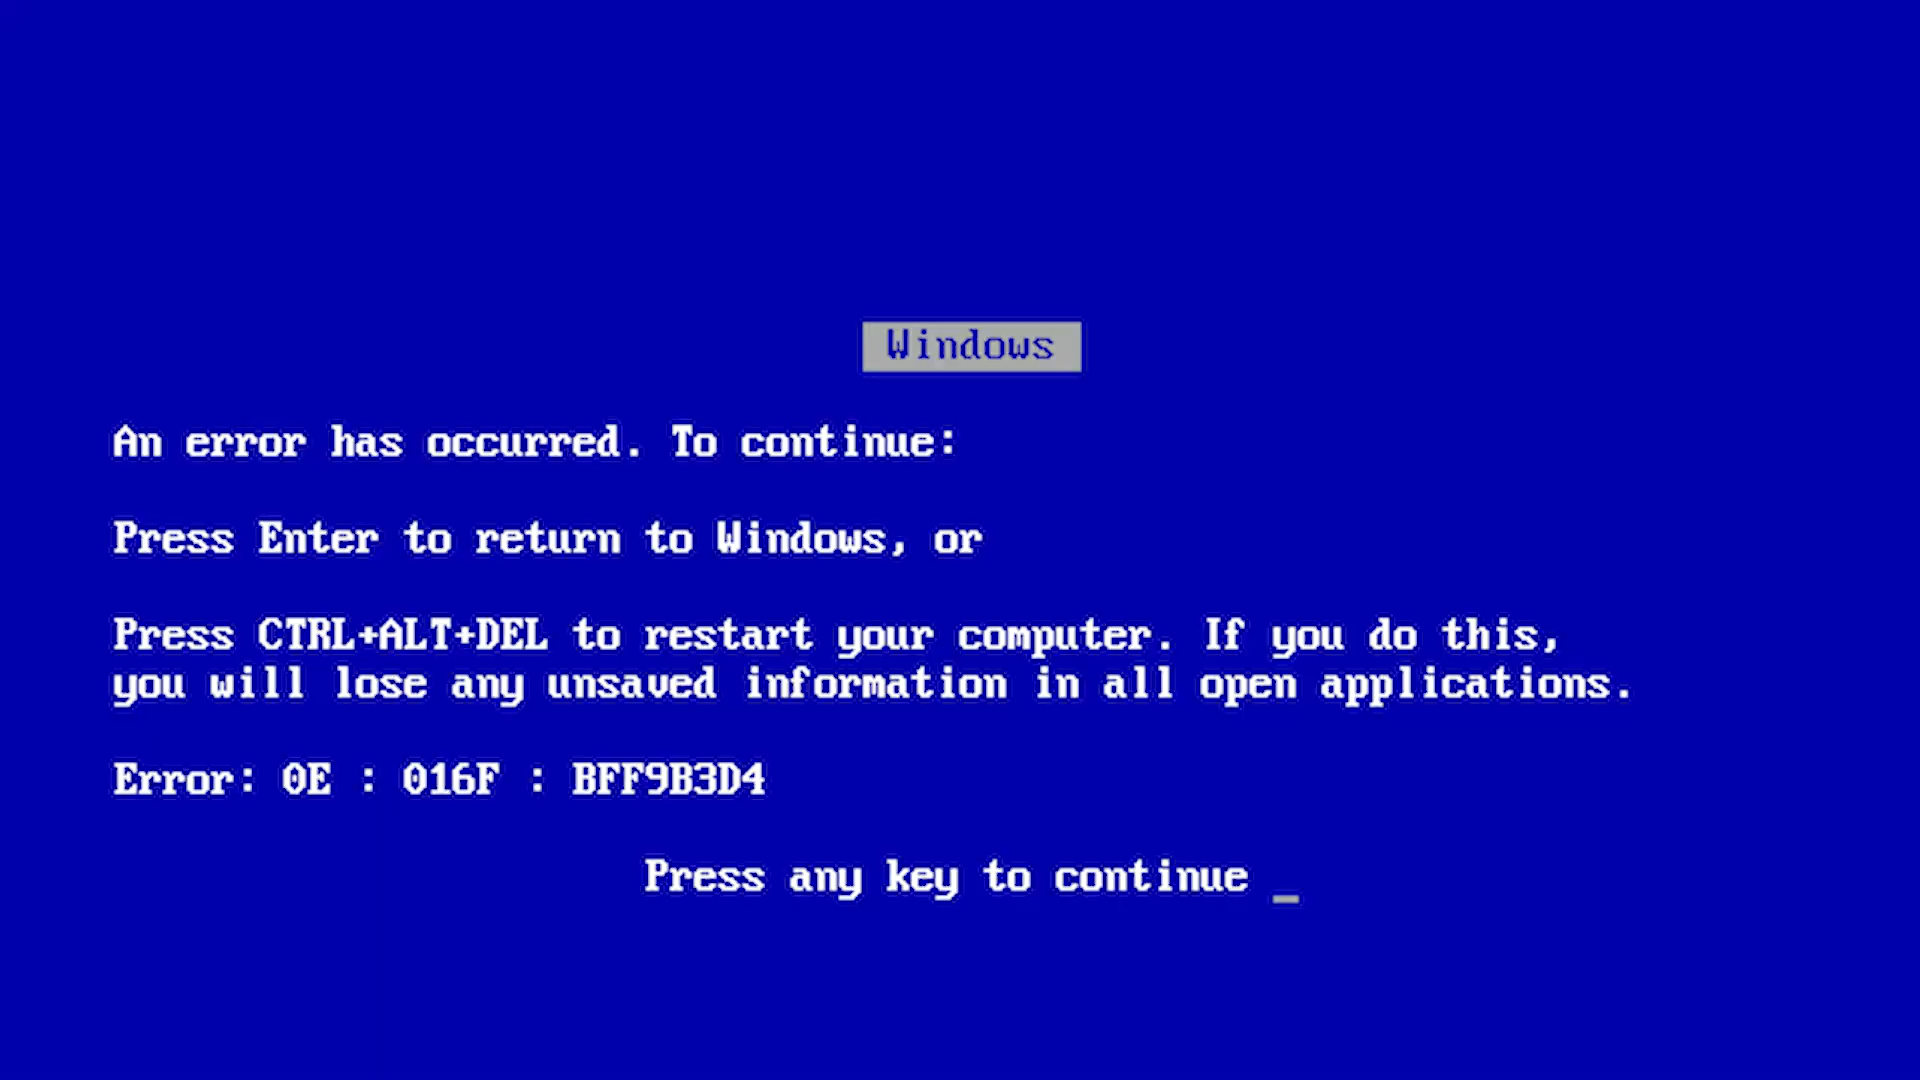 Windows
An error has occurred. To continue:
Press Enter to return to Windows, or
Press CTRL+ALT+DEL to restart your computer. If you do this,
you will lose any unsaved information in all open applications.
Error: 0E : 016F : BFF9B3D4
Press any key to continue _